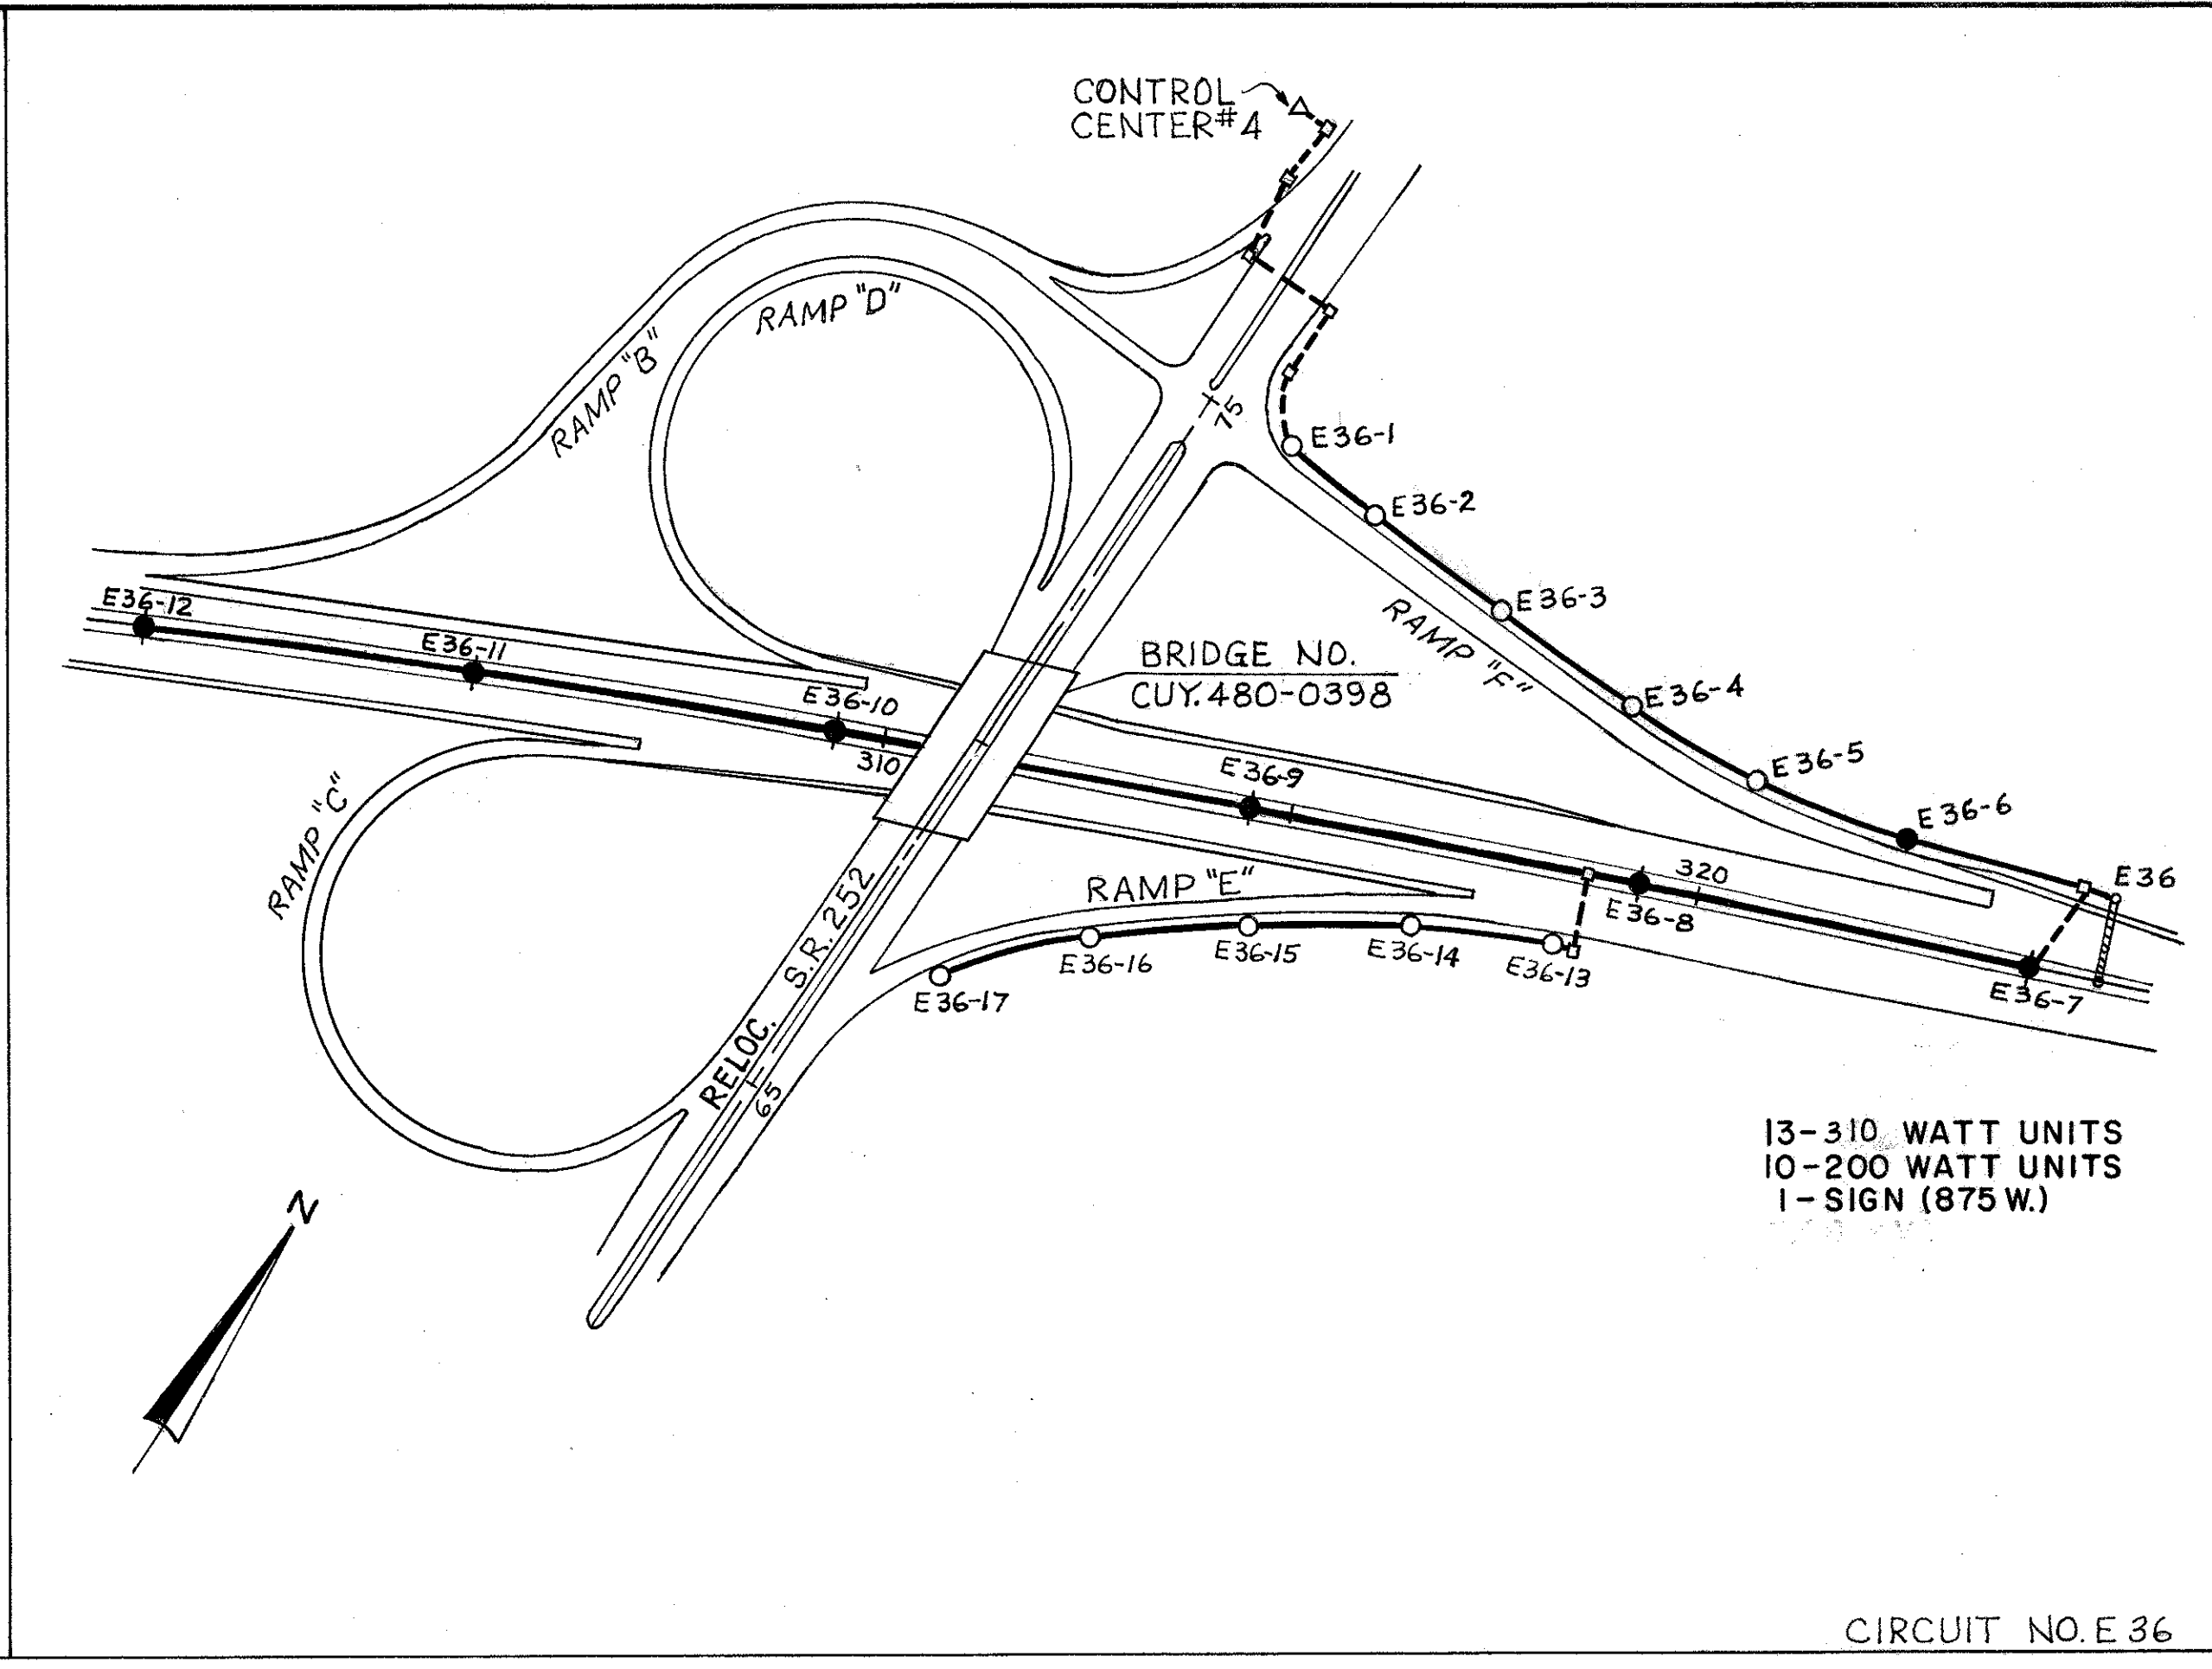 CONTROL
CENTER#4
RAMP "D"
RAMP "B"
75
E36-1
E36-2
E36-3
E36-4
E36-5
E36-6
E36
RAMP "F"
E36-12
E36-11
E36-10
310
BRIDGE NO.
CUY.480-0398
E36-9
320
E36-8
E36-7
RAMP "C"
RAMP "E"
E36-17
E36-16
E36-15
E36-14
E36-13
RELOC. S.R. 252
65
13-310 WATT UNITS
10-200 WATT UNITS
1-SIGN (875 W.)
N
CIRCUIT NO. E 36